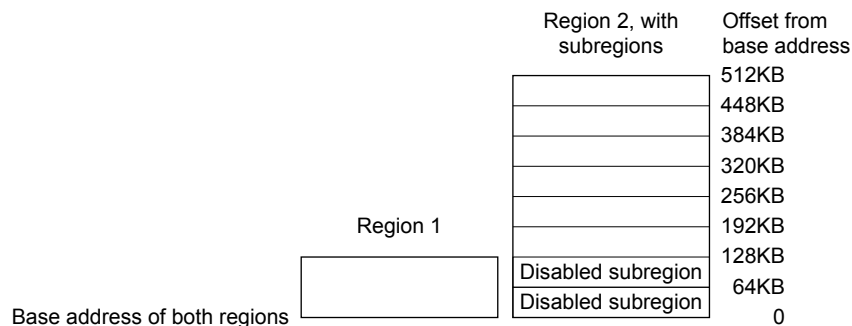 Region 2, with
subregions
Offset from
base address
512KB
448KB
384KB
320KB
256KB
192KB
Region 1
128KB
Disabled subregion
64KB
Disabled subregion
Base address of both regions
0